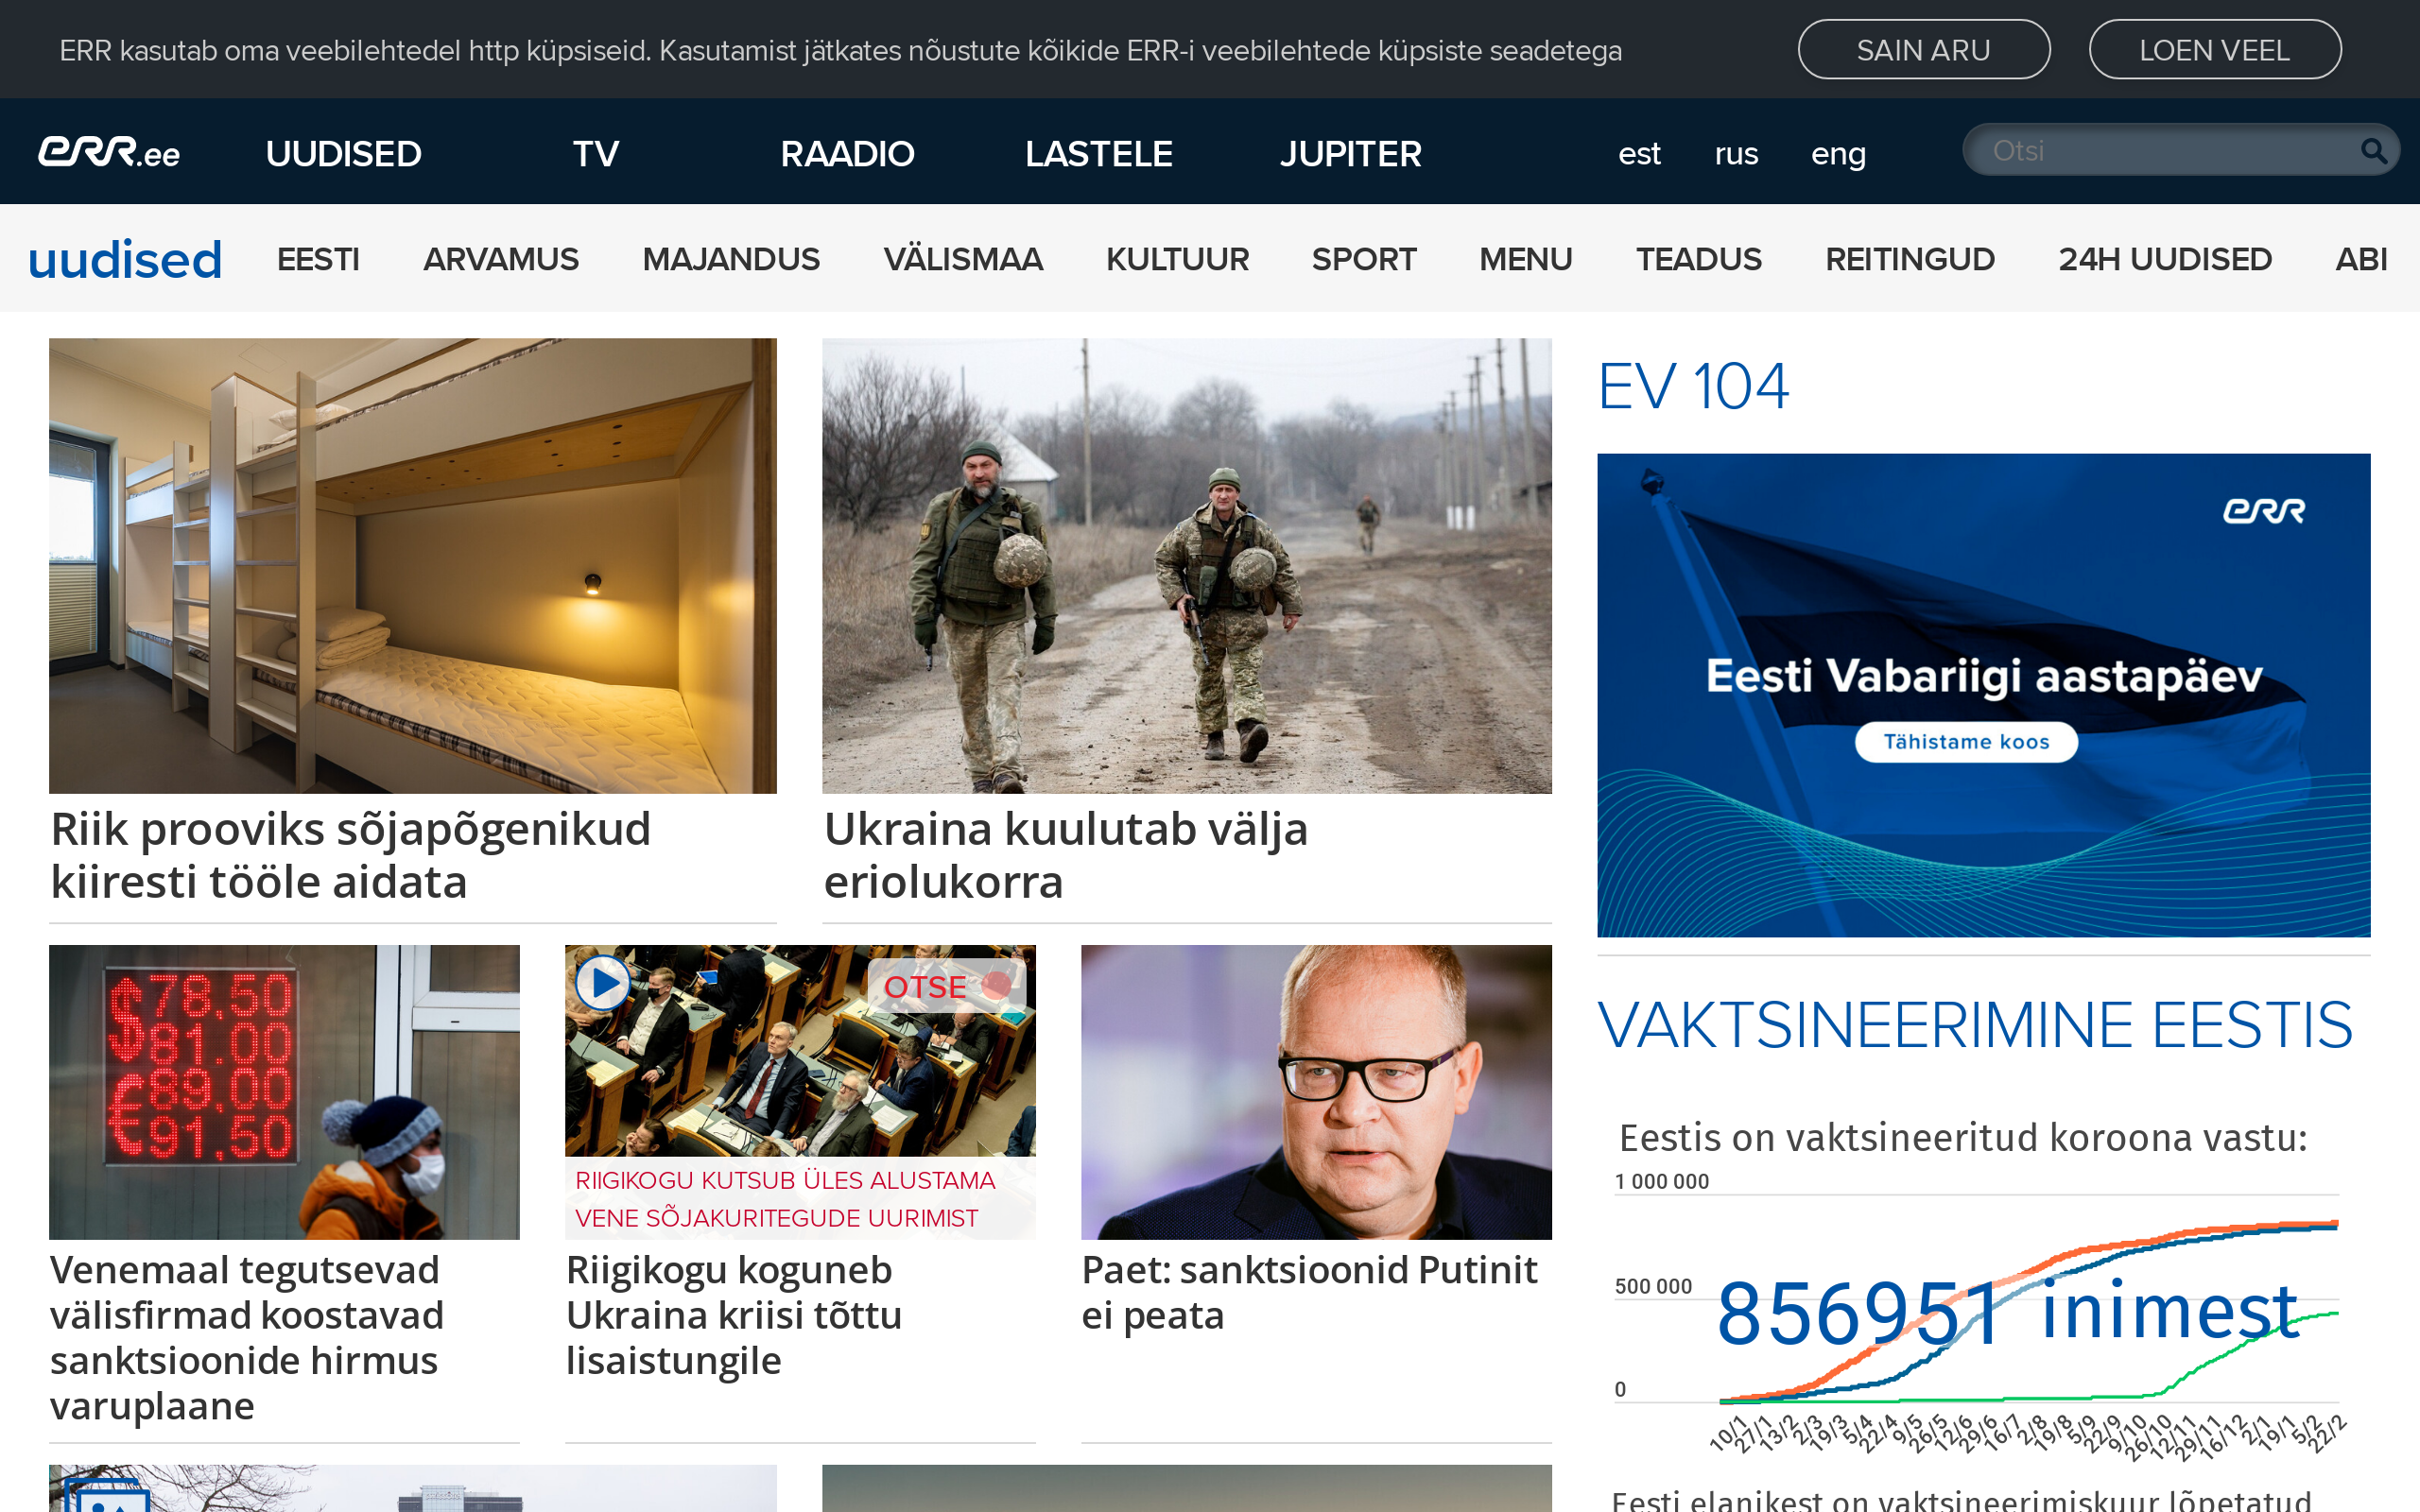 ERR kasutab oma veebilehtedel http küpsiseid. Kasutamist jätkates nõustute kõikide ERR-i veebilehtede küpsiste seadetega
SAIN ARU
LOEN VEEL
err.ee
UUDISED
TV
RAADIO
LASTELE
JUPITER
est
rus
eng
Otsi
uudised
EESTI
ARVAMUS
MAJANDUS
VÄLISMAA
KULTUUR
SPORT
MENU
TEADUS
REITINGUD
24H UUDISED
ABI
Riik prooviks sõjapõgenikud
kiiresti tööle aidata
Ukraina kuulutab välja
eriolukorra
$78.50
81.00
€89.00
91.50
Venemaal tegutsevad
välisfirmad koostavad
sanktsioonide hirmus
varuplaane
OTSE
RIIGIKOGU KUTSUB ÜLES ALUSTAMA
VENE SÕJAKURITEGUDE UURIMIST
Riigikogu koguneb
Ukraina kriisi tõttu
lisaistungile
Paet: sanktsioonid Putinit
ei peata
EV 104
err
Eesti Vabariigi aastapäev
Tähistame koos
VAKTSINEERIMINE EESTIS
Eestis on vaktsineeritud koroona vastu:
1 000 000
500 000
0
856951 inimest
10/1
27/1
13/2
2/3
19/3
5/4
22/4
9/5
26/5
12/6
29/6
16/7
2/8
19/8
5/9
22/9
9/10
26/10
12/11
29/11
16/12
2/1
19/1
5/2
22/2
Eesti elanikest on vaktsineerimiskuur lõpetatud